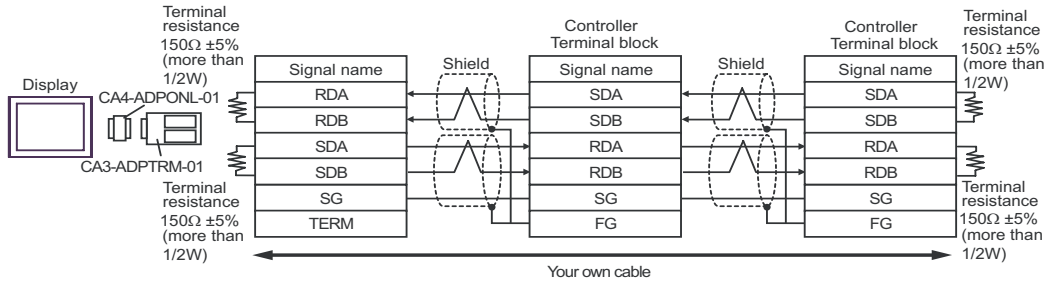 Terminal
resistance
150Ω ±5%
(more than
1/2W)
Controller
Terminal block
Controller
Terminal block
Terminal
resistance
150Ω ±5%
(more than
1/2W)
Display
CA4-ADPONL-01
CA3-ADPTRM-01
Signal name
RDA
RDB
SDA
SDB
SG
TERM
Shield
Signal name
SDA
SDB
RDA
RDB
SG
FG
Shield
Signal name
SDA
SDB
RDA
RDB
SG
FG
Terminal
resistance
150Ω ±5%
(more than
1/2W)
Terminal
resistance
150Ω ±5%
(more than
1/2W)
Your own cable